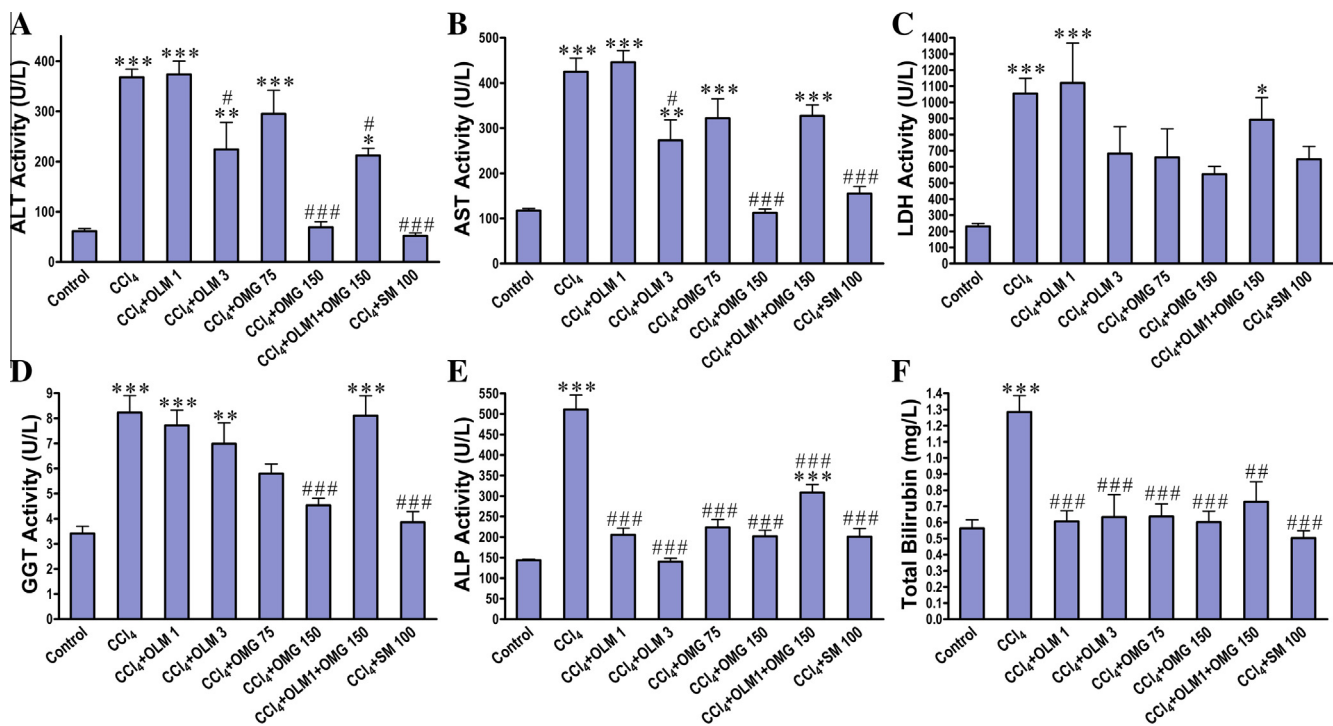 A
ALT Activity (U/L)
400
300
200
100
0
***
***
#
**
***
###
#
*
###
Control
CCl₄
CCl₄+OLM 1
CCl₄+OLM 3
CCl₄+OMG 75
CCl₄+OMG 150
CCl₄+OLM1+OMG 150
CCl₄+SM 100
B
AST Activity (U/L)
500
400
300
200
100
0
***
***
#
**
***
###
***
###
Control
CCl₄
CCl₄+OLM 1
CCl₄+OLM 3
CCl₄+OMG 75
CCl₄+OMG 150
CCl₄+OLM1+OMG 150
CCl₄+SM 100
C
LDH Activity (U/L)
1400
1300
1200
1100
1000
900
800
700
600
500
400
300
200
100
0
***
***
*
Control
CCl₄
CCl₄+OLM 1
CCl₄+OLM 3
CCl₄+OMG 75
CCl₄+OMG 150
CCl₄+OLM1+OMG 150
CCl₄+SM 100
D
GGT Activity (U/L)
9
8
7
6
5
4
3
2
1
0
***
***
**
###
***
###
Control
CCl₄
CCl₄+OLM 1
CCl₄+OLM 3
CCl₄+OMG 75
CCl₄+OMG 150
CCl₄+OLM1+OMG 150
CCl₄+SM 100
E
ALP Activity (U/L)
550
500
450
400
350
300
250
200
150
100
50
0
***
###
###
###
###
###
***
###
Control
CCl₄
CCl₄+OLM 1
CCl₄+OLM 3
CCl₄+OMG 75
CCl₄+OMG 150
CCl₄+OLM1+OMG 150
CCl₄+SM 100
F
Total Bilirubin (mg/L)
1.4
1.3
1.2
1.1
1.0
0.9
0.8
0.7
0.6
0.5
0.4
0.3
0.2
0.1
0.0
***
###
###
###
###
##
###
Control
CCl₄
CCl₄+OLM 1
CCl₄+OLM 3
CCl₄+OMG 75
CCl₄+OMG 150
CCl₄+OLM1+OMG 150
CCl₄+SM 100